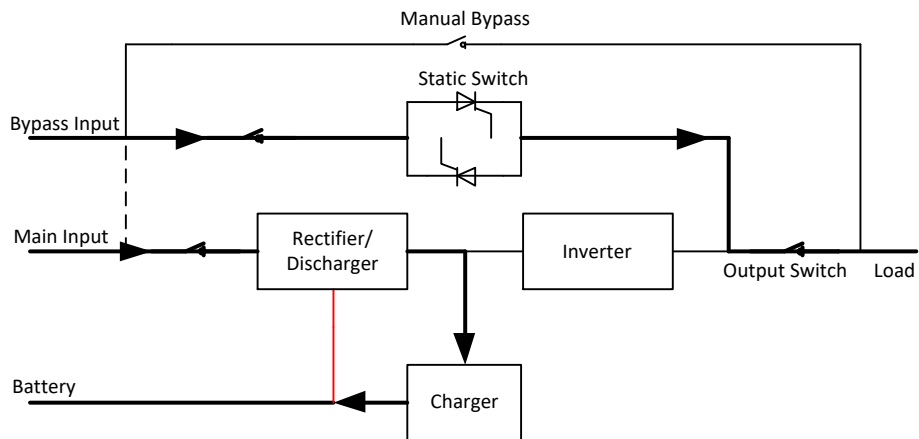 Manual Bypass
Static Switch
Bypass Input
Main Input
Rectifier/
Discharger
Inverter
Output Switch
Load
Battery
Charger